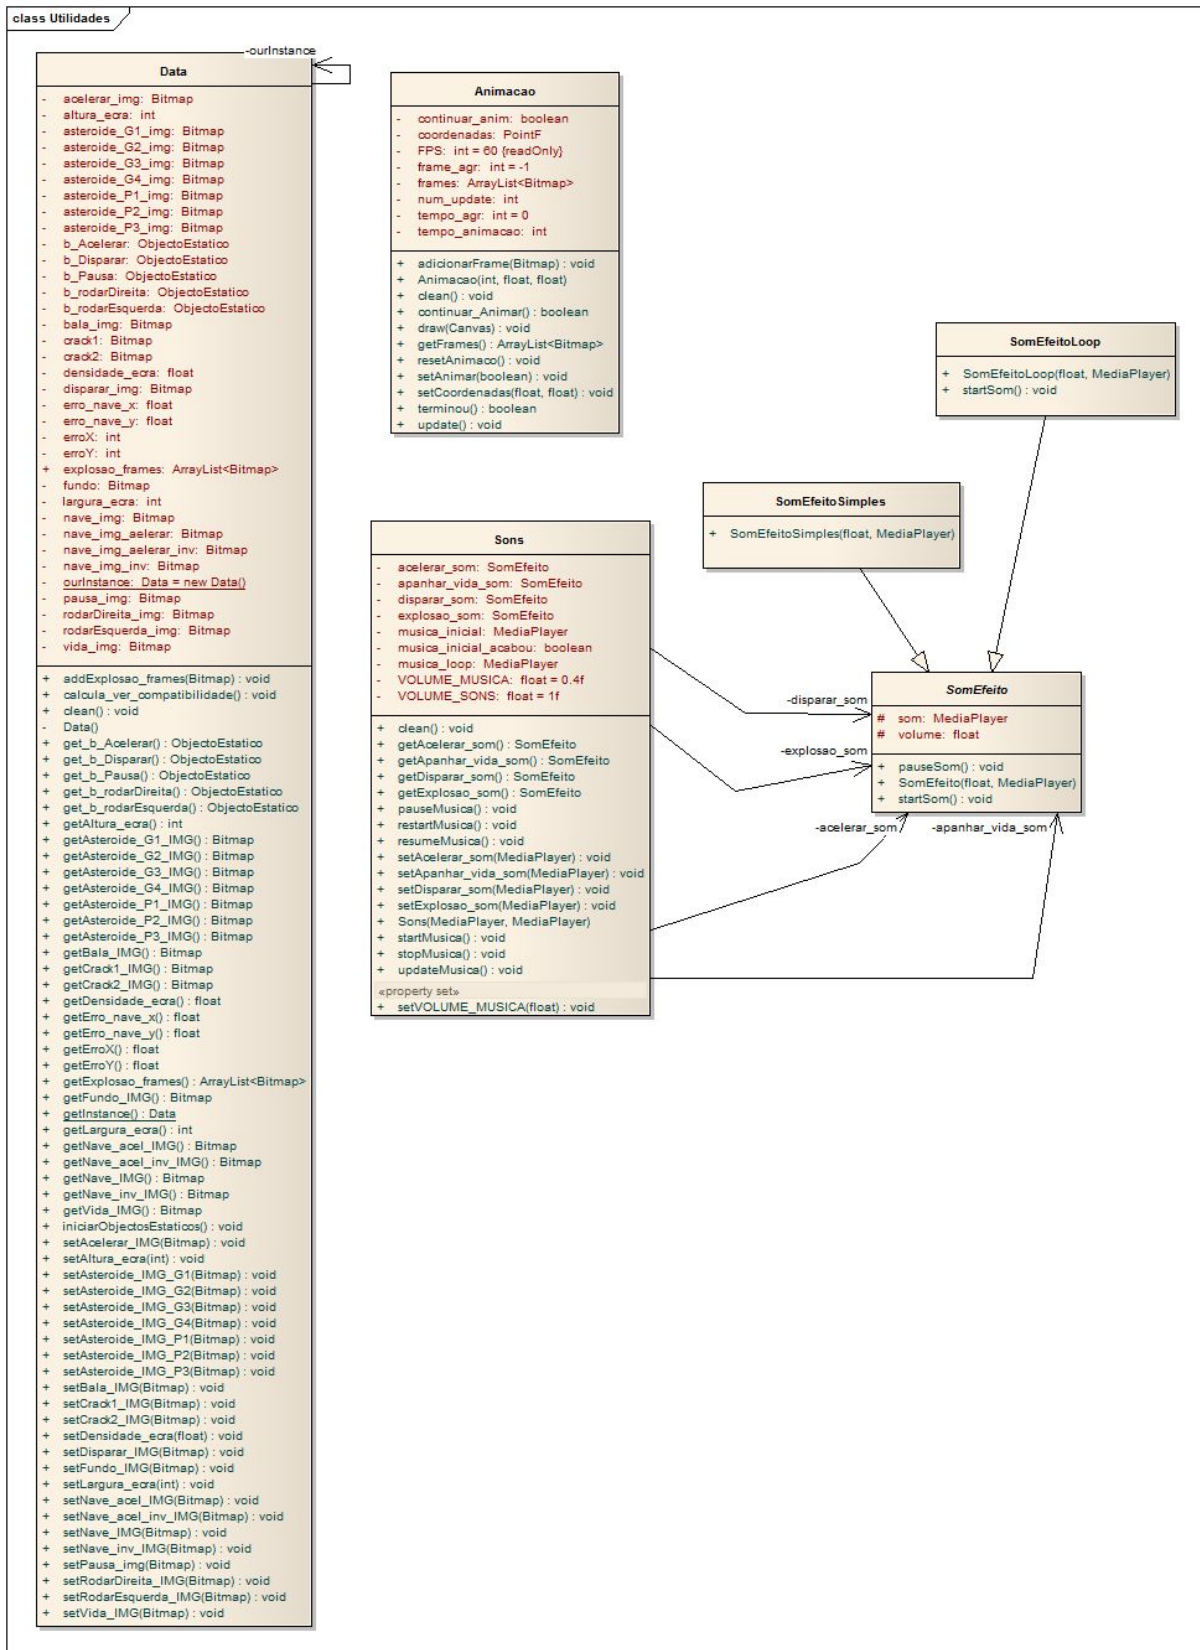 class Utilidades
-ourInstance
Data
- acelerar_img: Bitmap
- altura_ecra: int
- asteroide_G1_img: Bitmap
- asteroide_G2_img: Bitmap
- asteroide_G3_img: Bitmap
- asteroide_G4_img: Bitmap
- asteroide_P1_img: Bitmap
- asteroide_P2_img: Bitmap
- asteroide_P3_img: Bitmap
- b_Acelerar: ObjectoEstatico
- b_Disparar: ObjectoEstatico
- b_Pausa: ObjectoEstatico
- b_rodarDireita: ObjectoEstatico
- b_rodarEsquerda: ObjectoEstatico
- bala_img: Bitmap
- crack1: Bitmap
- crack2: Bitmap
- densidade_ecra: float
- disparar_img: Bitmap
- erro_nave_x: float
- erro_nave_y: float
- erroX: int
- erroY: int
+ explosao_frames: ArrayList<Bitmap>
- fundo: Bitmap
- largura_ecra: int
- nave_img: Bitmap
- nave_img_aelerar: Bitmap
- nave_img_aelerar_inv: Bitmap
- nave_img_inv: Bitmap
- ourInstance: Data = new Data()
- pausa_img: Bitmap
- rodarDireita_img: Bitmap
- rodarEsquerda_img: Bitmap
- vida_img: Bitmap
+ addExplosao_frames(Bitmap) : void
+ calcula_ver_compatibilidade() : void
+ clean() : void
- Data()
+ get_b_Acelerar() : ObjectoEstatico
+ get_b_Disparar() : ObjectoEstatico
+ get_b_Pausa() : ObjectoEstatico
+ get_b_rodarDireita() : ObjectoEstatico
+ get_b_rodarEsquerda() : ObjectoEstatico
+ getAltura_ecra() : int
+ getAsteroide_G1_IMG() : Bitmap
+ getAsteroide_G2_IMG() : Bitmap
+ getAsteroide_G3_IMG() : Bitmap
+ getAsteroide_G4_IMG() : Bitmap
+ getAsteroide_P1_IMG() : Bitmap
+ getAsteroide_P2_IMG() : Bitmap
+ getAsteroide_P3_IMG() : Bitmap
+ getBala_IMG() : Bitmap
+ getCrack1_IMG() : Bitmap
+ getCrack2_IMG() : Bitmap
+ getDensidade_ecra() : float
+ getErro_nave_x() : float
+ getErro_nave_y() : float
+ getErroX() : float
+ getErroY() : float
+ getExplosao_frames() : ArrayList<Bitmap>
+ getFundo_IMG() : Bitmap
+ getInstance() : Data
+ getLargura_ecra() : int
+ getNave_acel_IMG() : Bitmap
+ getNave_acel_inv_IMG() : Bitmap
+ getNave_IMG() : Bitmap
+ getNave_inv_IMG() : Bitmap
+ getVida_IMG() : Bitmap
+ iniciarObjectosEstaticos() : void
+ setAcelerar_IMG(Bitmap) : void
+ setAltura_ecra(int) : void
+ setAsteroide_IMG_G1(Bitmap) : void
+ setAsteroide_IMG_G2(Bitmap) : void
+ setAsteroide_IMG_G3(Bitmap) : void
+ setAsteroide_IMG_G4(Bitmap) : void
+ setAsteroide_IMG_P1(Bitmap) : void
+ setAsteroide_IMG_P2(Bitmap) : void
+ setAsteroide_IMG_P3(Bitmap) : void
+ setBala_IMG(Bitmap) : void
+ setCrack1_IMG(Bitmap) : void
+ setCrack2_IMG(Bitmap) : void
+ setDensidade_ecra(float) : void
+ setDisparar_IMG(Bitmap) : void
+ setFundo_IMG(Bitmap) : void
+ setLargura_ecra(int) : void
+ setNave_acel_IMG(Bitmap) : void
+ setNave_acel_inv_IMG(Bitmap) : void
+ setNave_IMG(Bitmap) : void
+ setNave_inv_IMG(Bitmap) : void
+ setPausa_img(Bitmap) : void
+ setRodarDireita_IMG(Bitmap) : void
+ setRodarEsquerda_IMG(Bitmap) : void
+ setVida_IMG(Bitmap) : void
Animacao
- continuar_anim: boolean
- coordenadas: PointF
- FPS: int = 60 {readOnly}
- frame_agr: int = -1
- frames: ArrayList<Bitmap>
- num_update: int
- tempo_agr: int = 0
- tempo_animacao: int
+ adicionarFrame(Bitmap) : void
+ Animacao(int, float, float)
+ clean() : void
+ continuar_Animar() : boolean
+ draw(Canvas) : void
+ getFrames() : ArrayList<Bitmap>
+ resetAnimaco() : void
+ setAnimar(boolean) : void
+ setCoordenadas(float, float) : void
+ terminou() : boolean
+ update() : void
SomEfeitoLoop
+ SomEfeitoLoop(float, MediaPlayer)
+ startSom() : void
SomEfeitoSimples
+ SomEfeitoSimples(float, MediaPlayer)
Sons
- acelerar_som: SomEfeito
- apanhar_vida_som: SomEfeito
- disparar_som: SomEfeito
- explosao_som: SomEfeito
- musica_inicial: MediaPlayer
- musica_inicial_acabou: boolean
- musica_loop: MediaPlayer
- VOLUME_MUSICA: float = 0.4f
- VOLUME_SONS: float = 1f
+ clean() : void
+ getAcelerar_som() : SomEfeito
+ getApanhar_vida_som() : SomEfeito
+ getDisparar_som() : SomEfeito
+ getExplosao_som() : SomEfeito
+ pauseMusica() : void
+ restartMusica() : void
+ resumeMusica() : void
+ setAcelerar_som(MediaPlayer) : void
+ setApanhar_vida_som(MediaPlayer) : void
+ setDisparar_som(MediaPlayer) : void
+ setExplosao_som(MediaPlayer) : void
+ Sons(MediaPlayer, MediaPlayer)
+ startMusica() : void
+ stopMusica() : void
+ updateMusica() : void
«property set»
+ setVOLUME_MUSICA(float) : void
-disparar_som
-explosao_som
-acelerar_som
-apanhar_vida_som
SomEfeito
# som: MediaPlayer
# volume: float
+ pauseSom() : void
+ SomEfeito(float, MediaPlayer)
+ startSom() : void